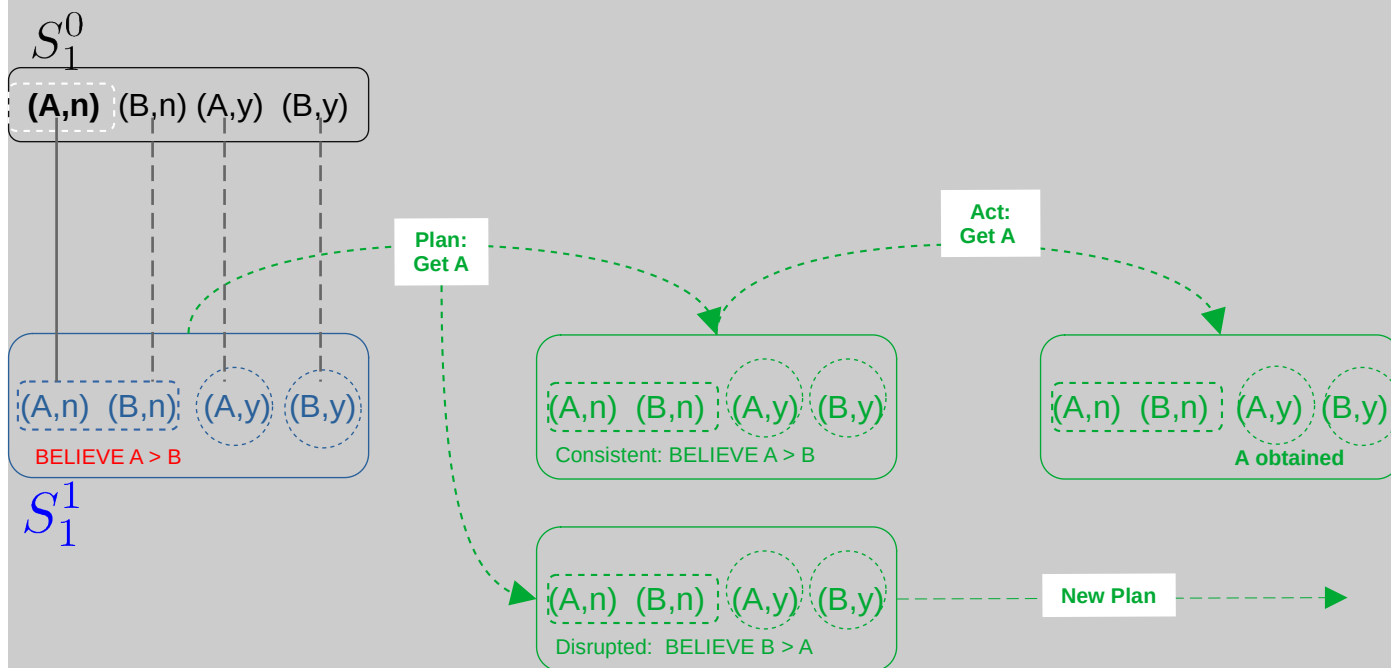 S_1^0
(A,n) (B,n) (A,y) (B,y)
Plan:
Get A
Act:
Get A
(A,n) (B,n) (A,y) (B,y)
BELIEVE A > B
S_1^1
(A,n) (B,n) (A,y) (B,y)
Consistent: BELIEVE A > B
(A,n) (B,n) (A,y) (B,y)
A obtained
(A,n) (B,n) (A,y) (B,y)
Disrupted: BELIEVE B > A
New Plan